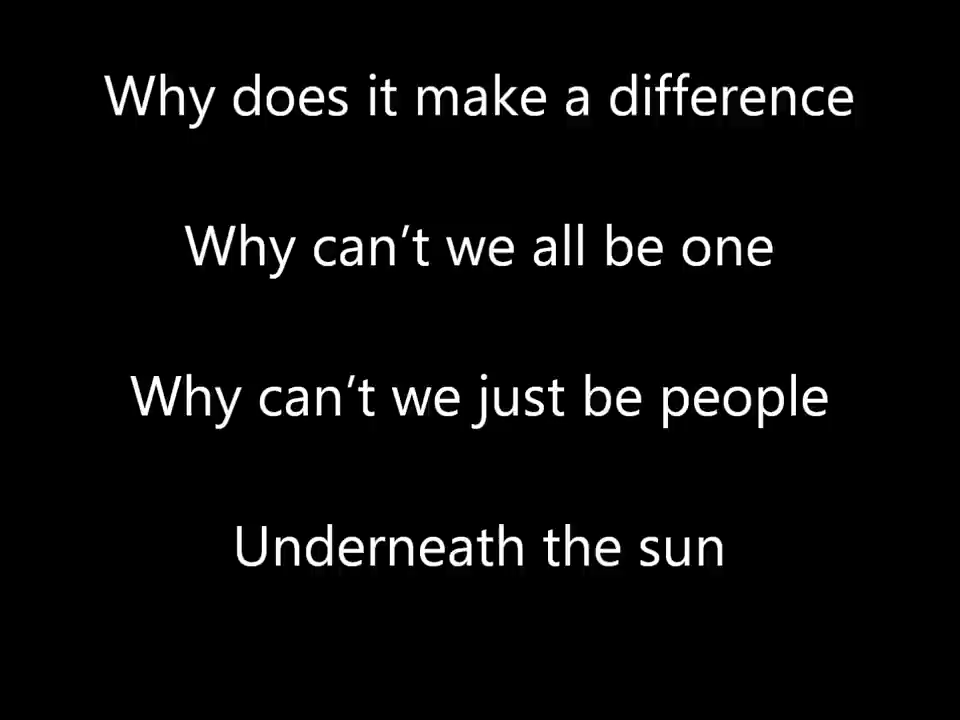 Why does it make a difference
Why can’t we all be one
Why can’t we just be people
Underneath the sun